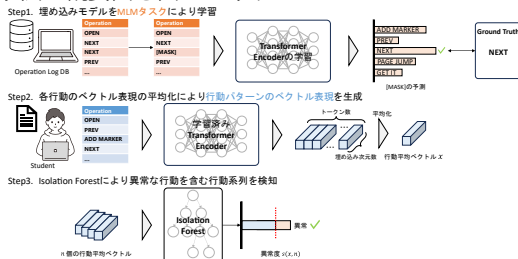 Step1. 埋め込みモデルをMLMタスクにより学習
Operation
OPEN
NEXT
NEXT
PREV
...
Operation Log DB
Operation
OPEN
NEXT
[MASK]
PREV
...
Transformer
Encoderの学習
ADD MARKER
PREV
NEXT
PAGE JUMP
GET IT
[MASK]の予測
Ground Truth
NEXT
Step2. 各行動のベクトル表現の平均化により行動パターンのベクトル表現を生成
Student
Operation
OPEN
PREV
ADD MARKER
NEXT
...
学習済み
Transformer
Encoder
トークン数
...
埋め込み次元数
平均化
行動平均ベクトル x
Step3. Isolation Forestにより異常な行動を含む行動系列を検知
n 個の行動平均ベクトル
Isolation
Forest
異常
異常度 s(x, n)